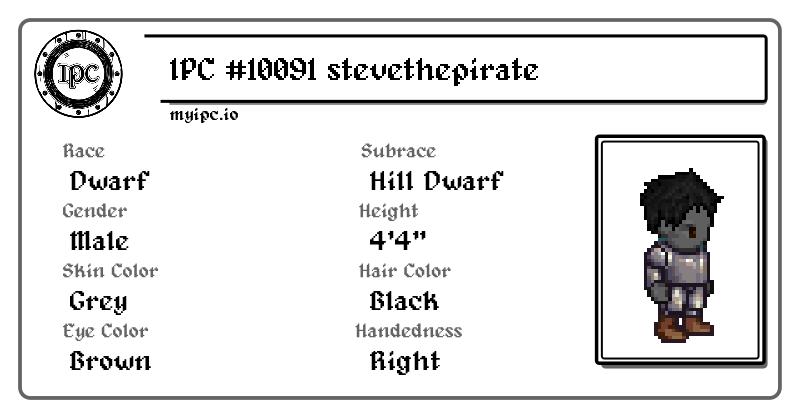 IPC
IPC #10091 stevethepirate
myipc.io
Race
Dwarf
Subrace
Hill Dwarf
Gender
Male
Height
4'4"
Skin Color
Grey
Hair Color
Black
Eye Color
Brown
Handedness
Right